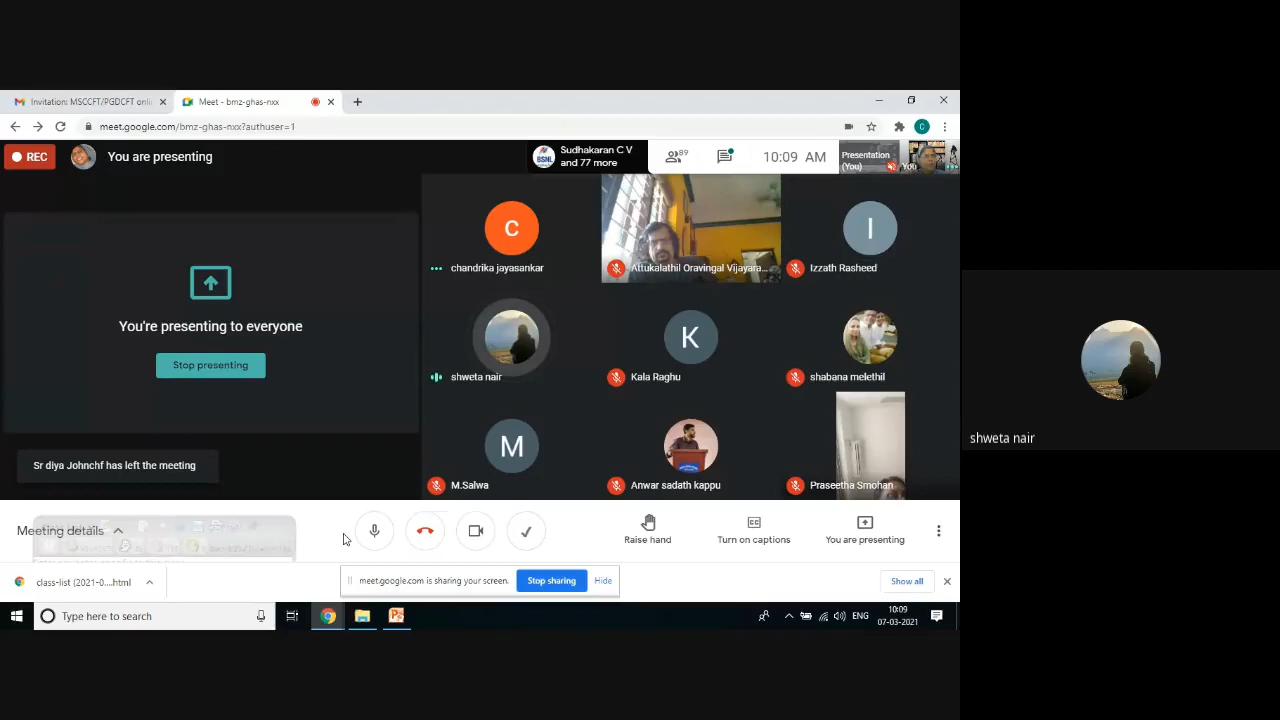 Invitation: MSCCFT/PGDCFT onli
Meet - bmz-ghas-nxx
meet.google.com/bmz-ghas-nxx?authuser=1
C
REC
You are presenting
BSNL
Sudhakaran C V
and 77 more
89
10:09 AM
Presentation
(You)
You
C
chandrika jayasankar
Attukalathil Oravingal Vijayara...
I
Izzath Rasheed
You're presenting to everyone
Stop presenting
shweta nair
K
Kala Raghu
shabana melethil
shweta nair
Sr diya Johnchf has left the meeting
M
M.Salwa
Anwar sadath kappu
Praseetha Smohan
Meeting details
Raise hand
Turn on captions
You are presenting
class-list (2021-0....html
meet.google.com is sharing your screen.
Stop sharing
Hide
Show all
Type here to search
ENG
10:09
07-03-2021